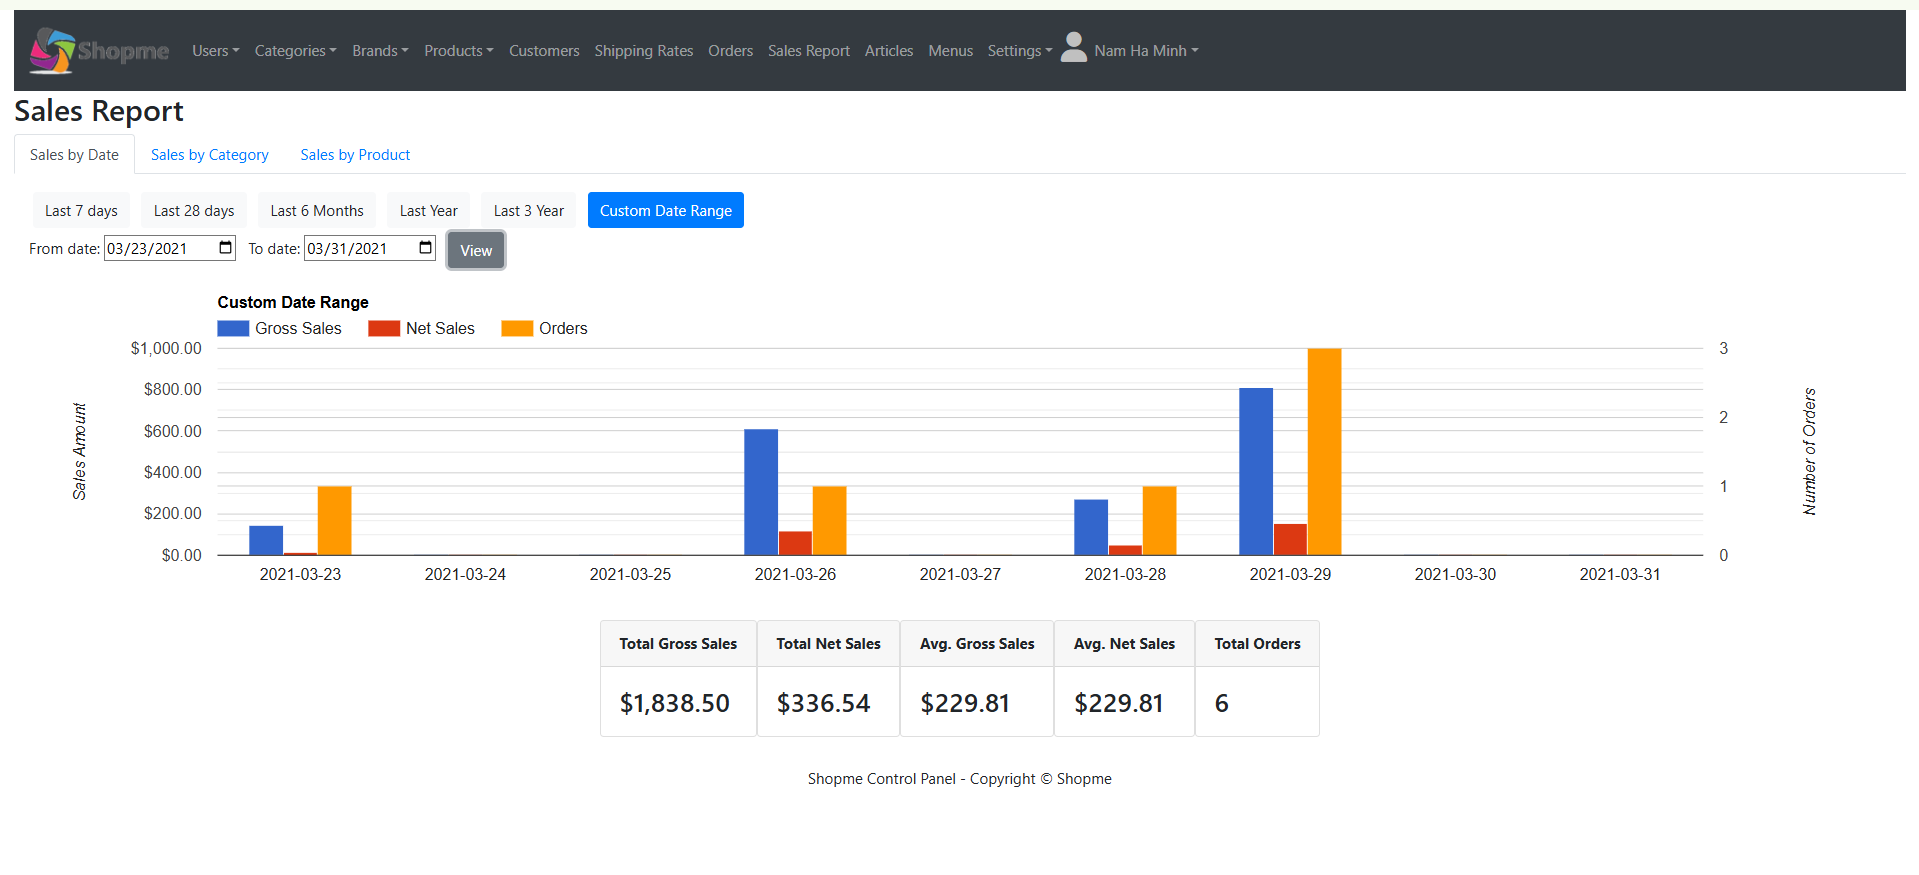 Shopme Users Categories Brands Products Customers Shipping Rates Orders Sales Report Articles Menus Settings Nam Ha Minh
Sales Report
Sales by Date Sales by Category Sales by Product
Last 7 days Last 28 days Last 6 Months Last Year Last 3 Year Custom Date Range
From date: 03/23/2021 To date: 03/31/2021 View
Custom Date Range
Gross Sales Net Sales Orders
$1,000.00 3
$800.00
$600.00 2
$400.00
$200.00 1
$0.00 0
Sales Amount
Number of Orders
2021-03-23 2021-03-24 2021-03-25 2021-03-26 2021-03-27 2021-03-28 2021-03-29 2021-03-30 2021-03-31
Total Gross Sales Total Net Sales Avg. Gross Sales Avg. Net Sales Total Orders
$1,838.50 $336.54 $229.81 $229.81 6
Shopme Control Panel - Copyright © Shopme